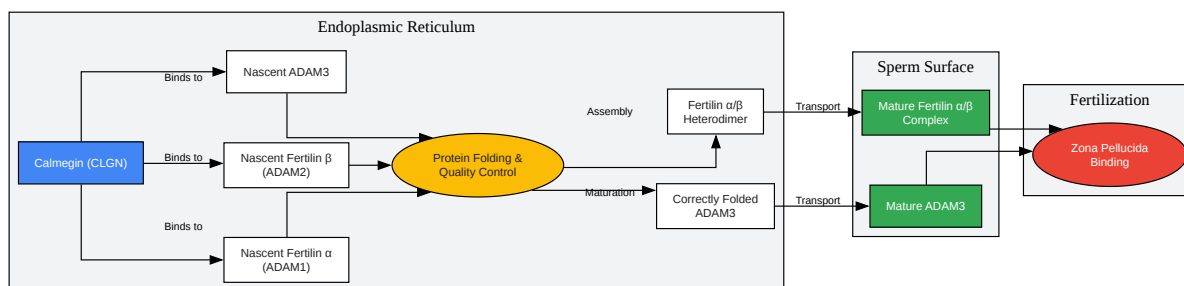 Endoplasmic Reticulum
Calmegin (CLGN)
Binds to
Nascent ADAM3
Binds to
Nascent Fertilin β
(ADAM2)
Binds to
Nascent Fertilin α
(ADAM1)
Protein Folding &
Quality Control
Assembly
Fertilin α/β
Heterodimer
Maturation
Correctly Folded
ADAM3
Transport
Transport
Sperm Surface
Mature Fertilin α/β
Complex
Mature ADAM3
Fertilization
Zona Pellucida
Binding